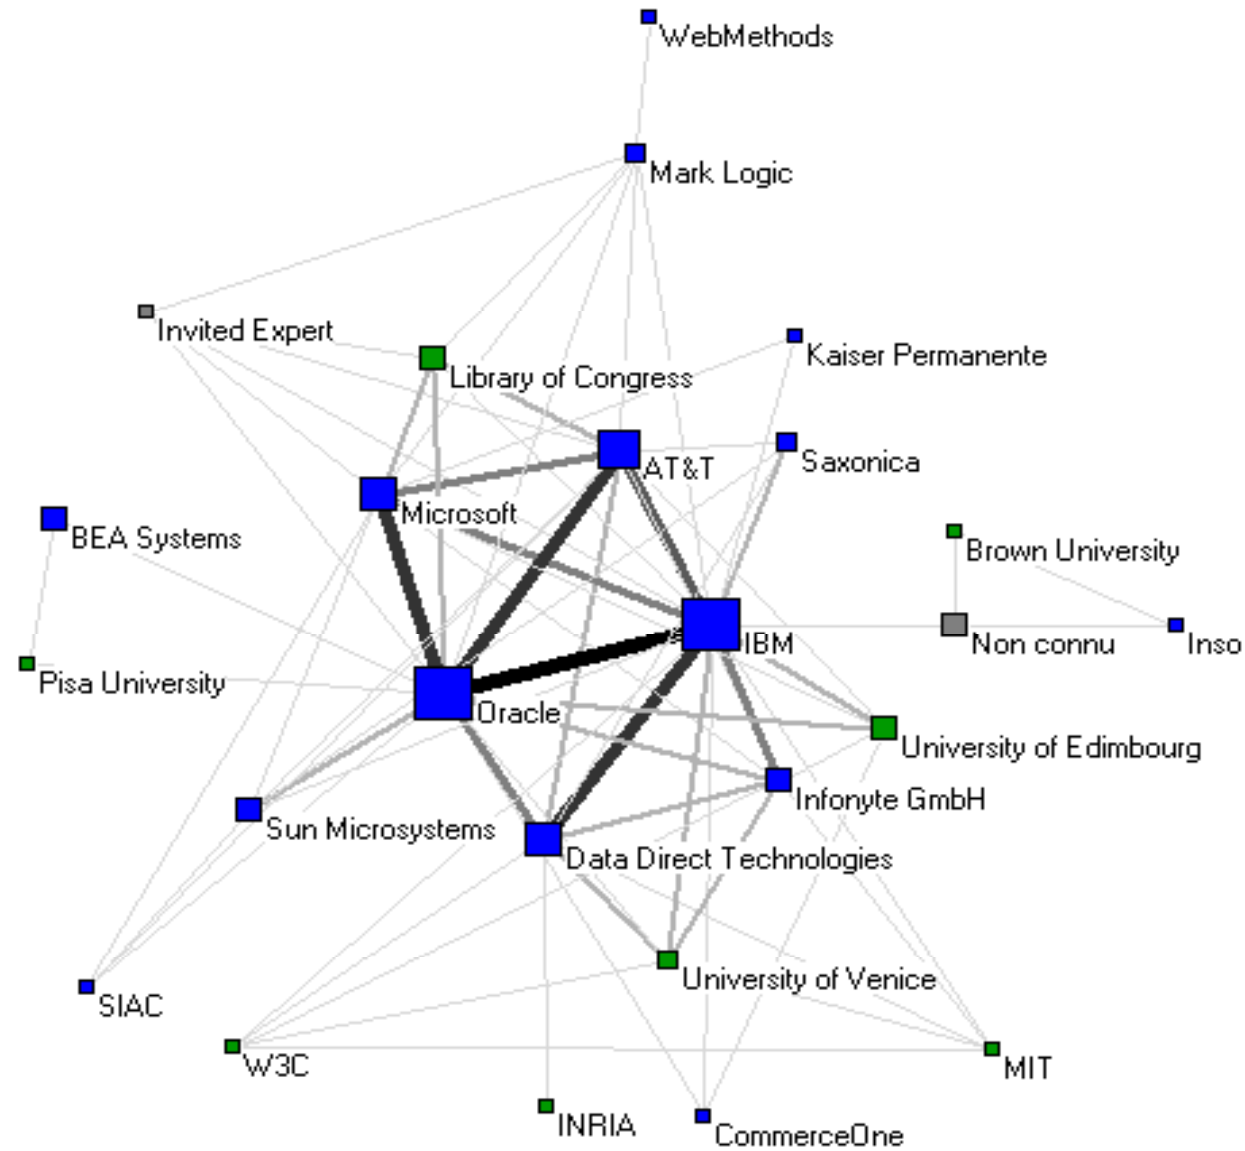 WebMethods
Mark Logic
Invited Expert
Kaiser Permanente
Library of Congress
AT&T
Saxonica
Microsoft
BEA Systems
Brown University
IBM
Non connu
Inso
Pisa University
Oracle
University of Edimbourg
Infonyte GmbH
Sun Microsystems
Data Direct Technologies
University of Venice
SIAC
W3C
MIT
INRIA
CommerceOne